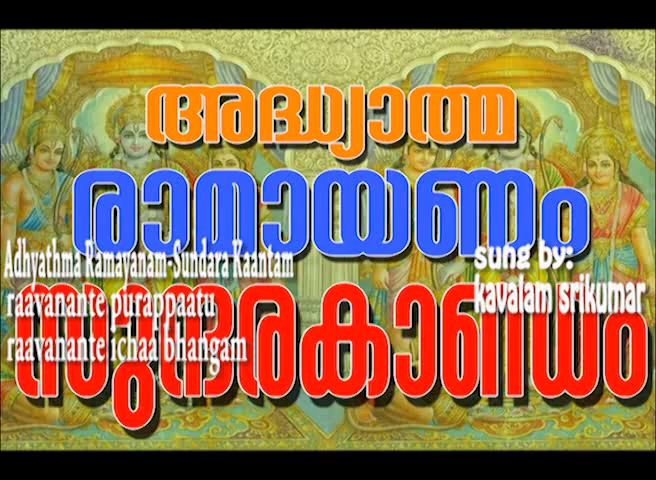 അദ്ധ്യാത്മ
രാമായണം
Adhyathma Ramayanam-Sundara Kaantam
sung by:
raavanante purappaatu
kavalam srikumar
സുന്ദരകാണ്ഡം
raavanante ichaa bhangam